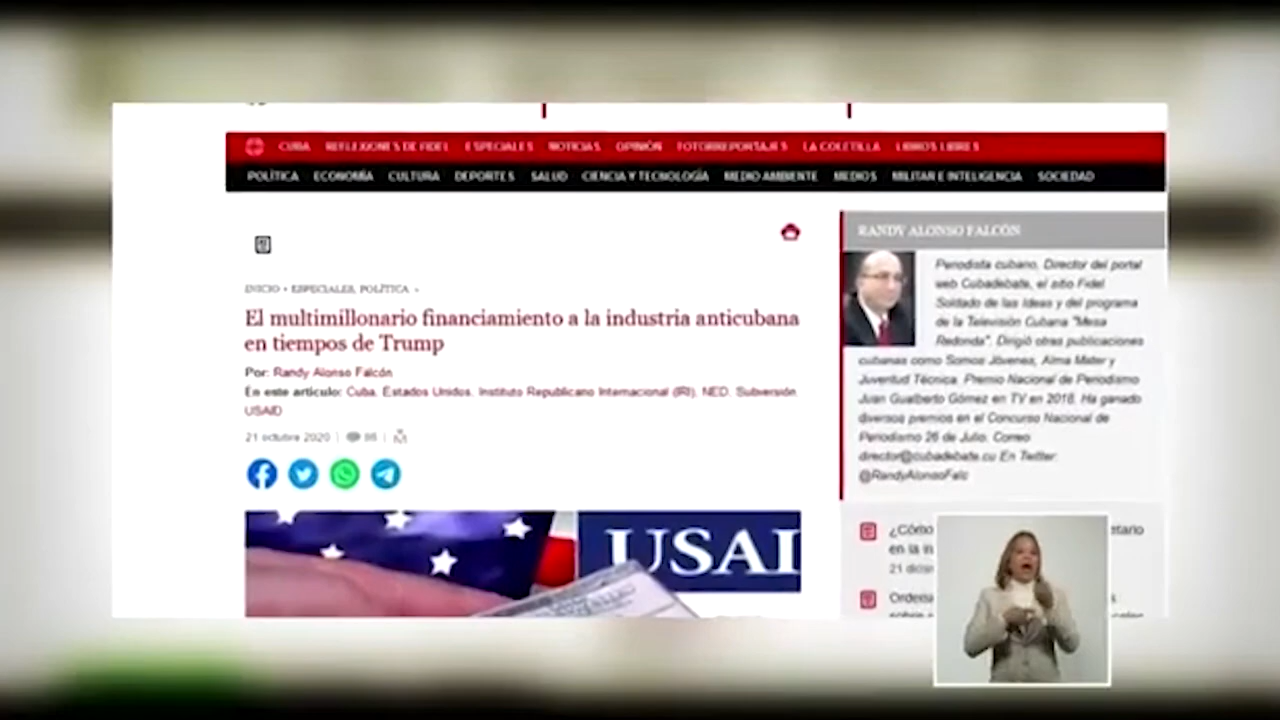 CUBA REFLEXIONES DE FIDEL ESPECIALES NOTICIAS OPINIÓN FOTORREPORTAJES LA COLETILLA LIBROS LIBRES
POLÍTICA ECONOMÍA CULTURA DEPORTES SALUD CIENCIA Y TECNOLOGÍA MEDIO AMBIENTE MEDIOS MILITAR E INTELIGENCIA SOCIEDAD
INICIO • ESPECIALES, POLÍTICA •
El multimillonario financiamiento a la industria anticubana
en tiempos de Trump
Por: Randy Alonso Falcón
En este artículo: Cuba, Estados Unidos, Instituto Republicano Internacional (IRI), NED, Subversión
USAID
21 octubre 2020
USAI
RANDY ALONSO FALCÓN
Periodista cubano, Director del portal
web Cubadebate, el sitio Fidel
Soldado de las Ideas y del programa
de la Televisión Cubana "Mesa
Redonda". Dirigió otras publicaciones
cubanas como Somos Jóvenes, Alma Mater y
Juventud Técnica. Premio Nacional de Periodismo
Juan Gualberto Gómez en TV en 2018. Ha ganado
diversos premios en el Concurso Nacional de
Periodismo 26 de Julio. Correo
director@cubadebate.cu En Twitter:
@RandyAlonsoFalc
¿Cómo etario
en la
21